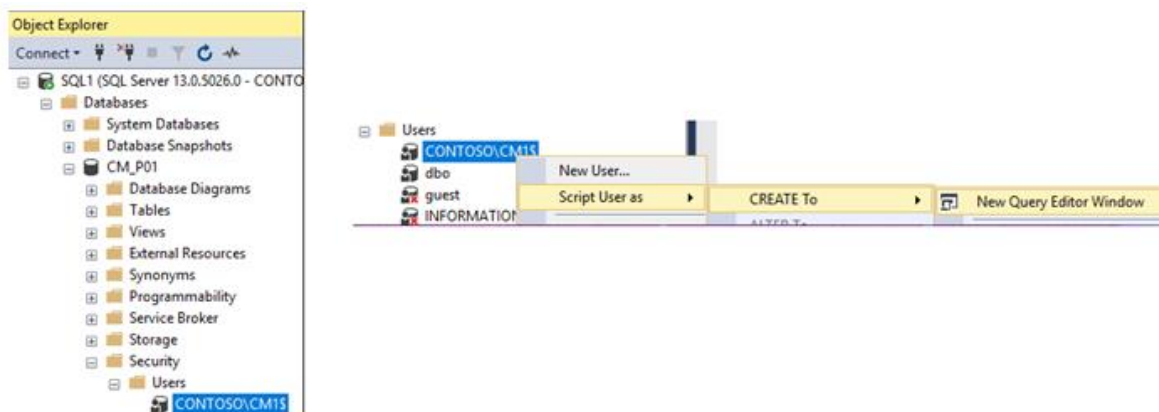 Object Explorer
Connect
SQL1 (SQL Server 13.0.5026.0 - CONTO
Databases
System Databases
Database Snapshots
CM_P01
Database Diagrams
Tables
Views
External Resources
Synonyms
Programmability
Service Broker
Storage
Security
Users
CONTOSO\CM1$
Users
CONTOSO\CM1$
dbo
guest
INFORMATION
New User...
Script User as
CREATE To
ALTER To
New Query Editor Window